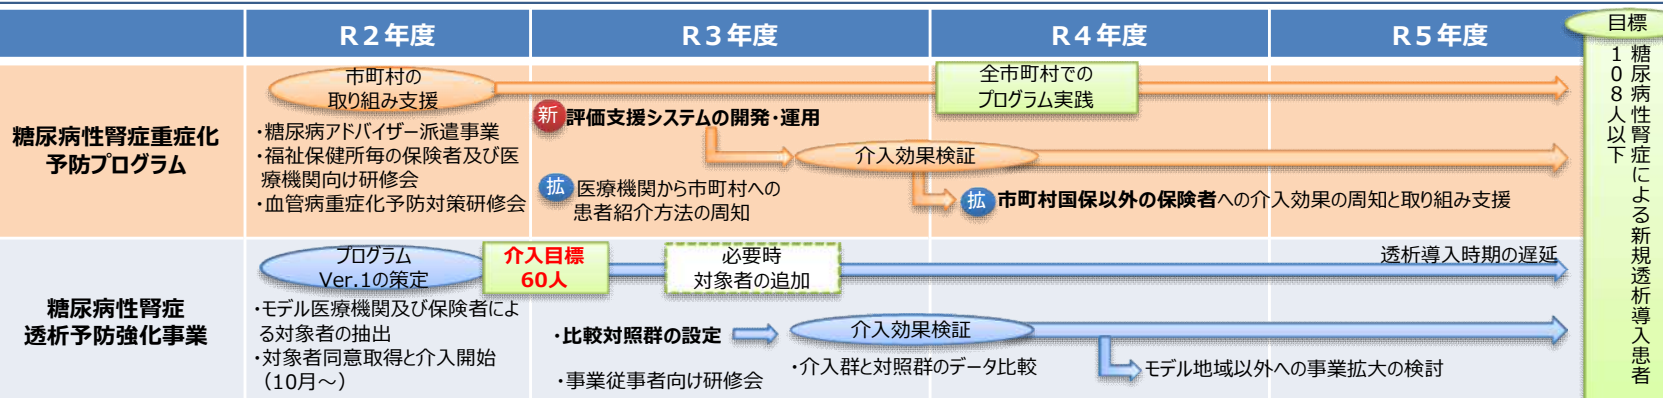 R2年度
R3年度
R4年度
R5年度
目標
糖尿病性腎症による新規透析導入患者
108人以下
糖尿病性腎症重症化
予防プログラム
市町村の
取り組み支援
・糖尿病アドバイザー派遣事業
・福祉保健所毎の保険者及び医
療機関向け研修会
・血管病重症化予防対策研修会
新 評価支援システムの開発・運用
拡 医療機関から市町村への
患者紹介方法の周知
全市町村での
プログラム実践
介入効果検証
拡 市町村国保以外の保険者への介入効果の周知と取り組み支援
糖尿病性腎症
透析予防強化事業
プログラム
Ver.1の策定
・モデル医療機関及び保険者によ
る対象者の抽出
・対象者同意取得と介入開始
（10月～）
介入目標
60人
必要時
対象者の追加
・比較対照群の設定
・事業従事者向け研修会
介入効果検証
・介入群と対照群のデータ比較
透析導入時期の遅延
モデル地域以外への事業拡大の検討